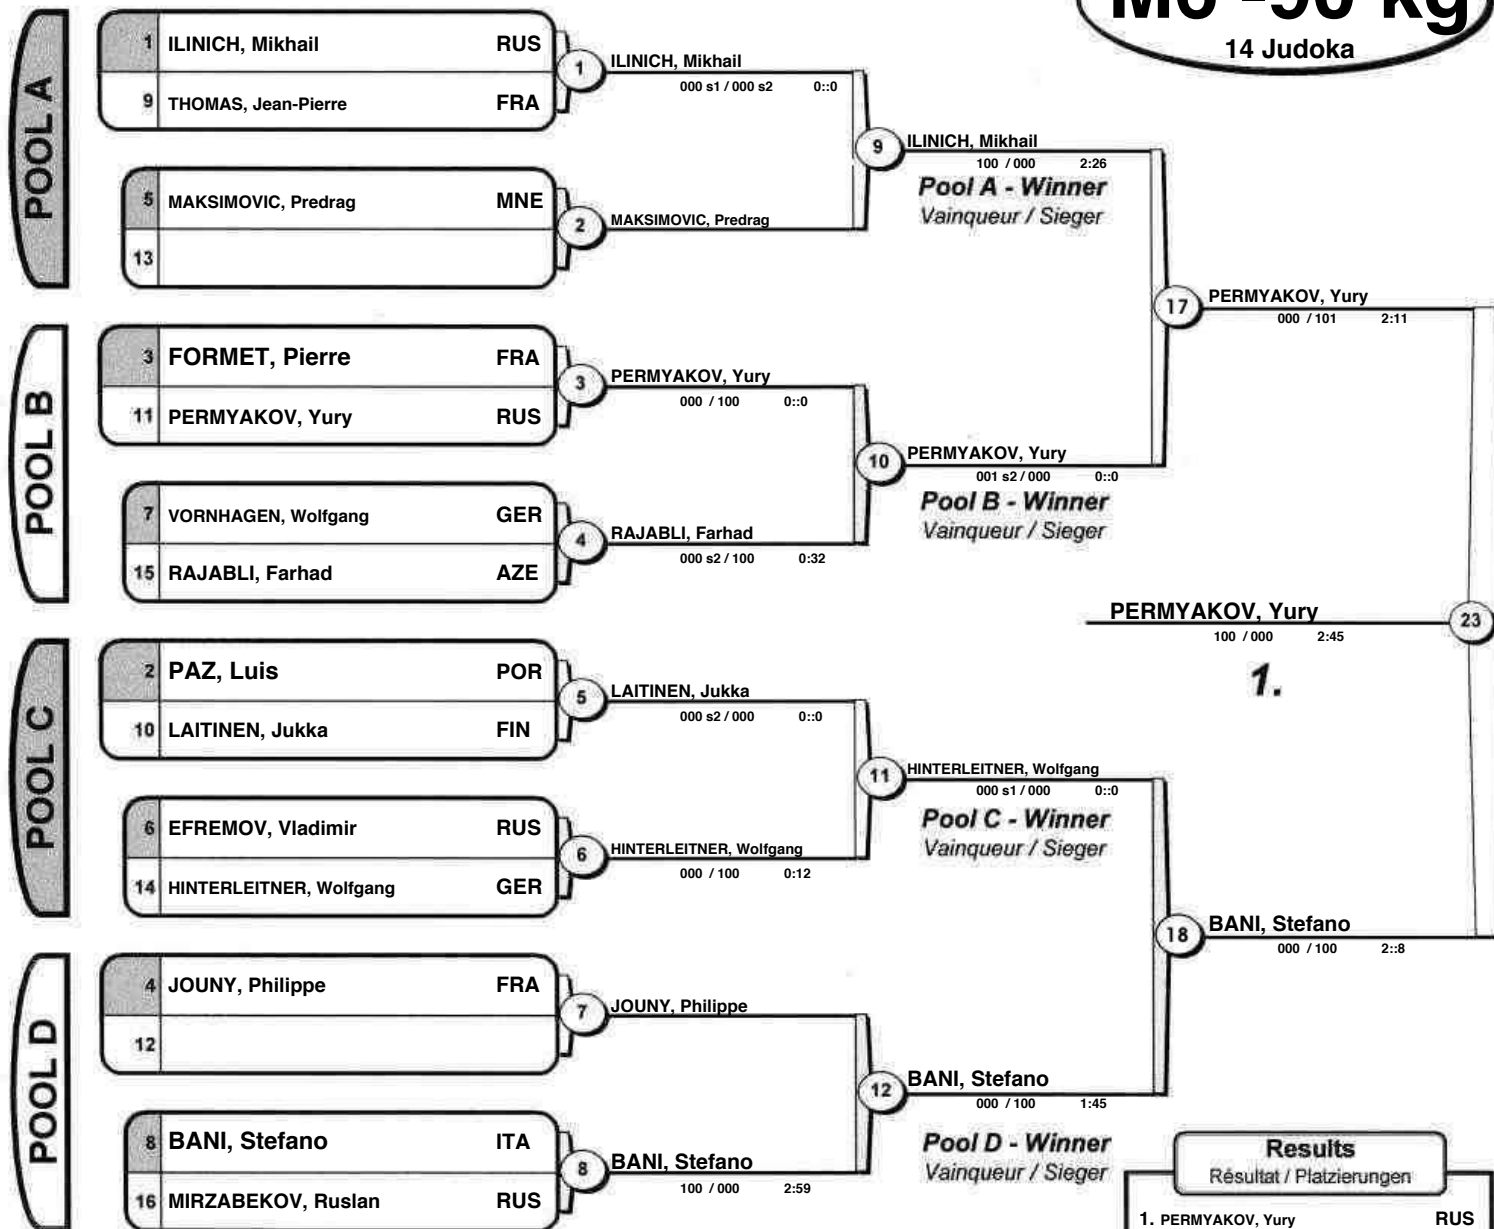 M6 -90 kg
14 Judoka
POOL A
1 ILINICH, Mikhail RUS
9 THOMAS, Jean-Pierre FRA
1 ILINICH, Mikhail
000 s1 / 000 s2 0::0
5 MAKSIMOVIC, Predrag MNE
13
2 MAKSIMOVIC, Predrag
9 ILINICH, Mikhail
100 / 000 2:26
Pool A - Winner
Vainqueur / Sieger
POOL B
3 FORMET, Pierre FRA
11 PERMYAKOV, Yury RUS
3 PERMYAKOV, Yury
000 / 100 0::0
7 VORNHAGEN, Wolfgang GER
15 RAJABLI, Farhad AZE
4 RAJABLI, Farhad
000 s2 / 100 0:32
10 PERMYAKOV, Yury
001 s2 / 000 0::0
Pool B - Winner
Vainqueur / Sieger
17 PERMYAKOV, Yury
000 / 101 2:11
PERMYAKOV, Yury 23
100 / 000 2:45
1.
POOL C
2 PAZ, Luis POR
10 LAITINEN, Jukka FIN
5 LAITINEN, Jukka
000 s2 / 000 0::0
6 EFREMOV, Vladimir RUS
14 HINTERLEITNER, Wolfgang GER
6 HINTERLEITNER, Wolfgang
000 / 100 0:12
11 HINTERLEITNER, Wolfgang
000 s1 / 000 0::0
Pool C - Winner
Vainqueur / Sieger
18 BANI, Stefano
000 / 100 2::8
POOL D
4 JOUNY, Philippe FRA
12
7 JOUNY, Philippe
8 BANI, Stefano ITA
16 MIRZABEKOV, Ruslan RUS
8 BANI, Stefano
100 / 000 2:59
12 BANI, Stefano
000 / 100 1:45
Pool D - Winner
Vainqueur / Sieger
Results
Résultat / Platzierungen
1. PERMYAKOV, Yury RUS